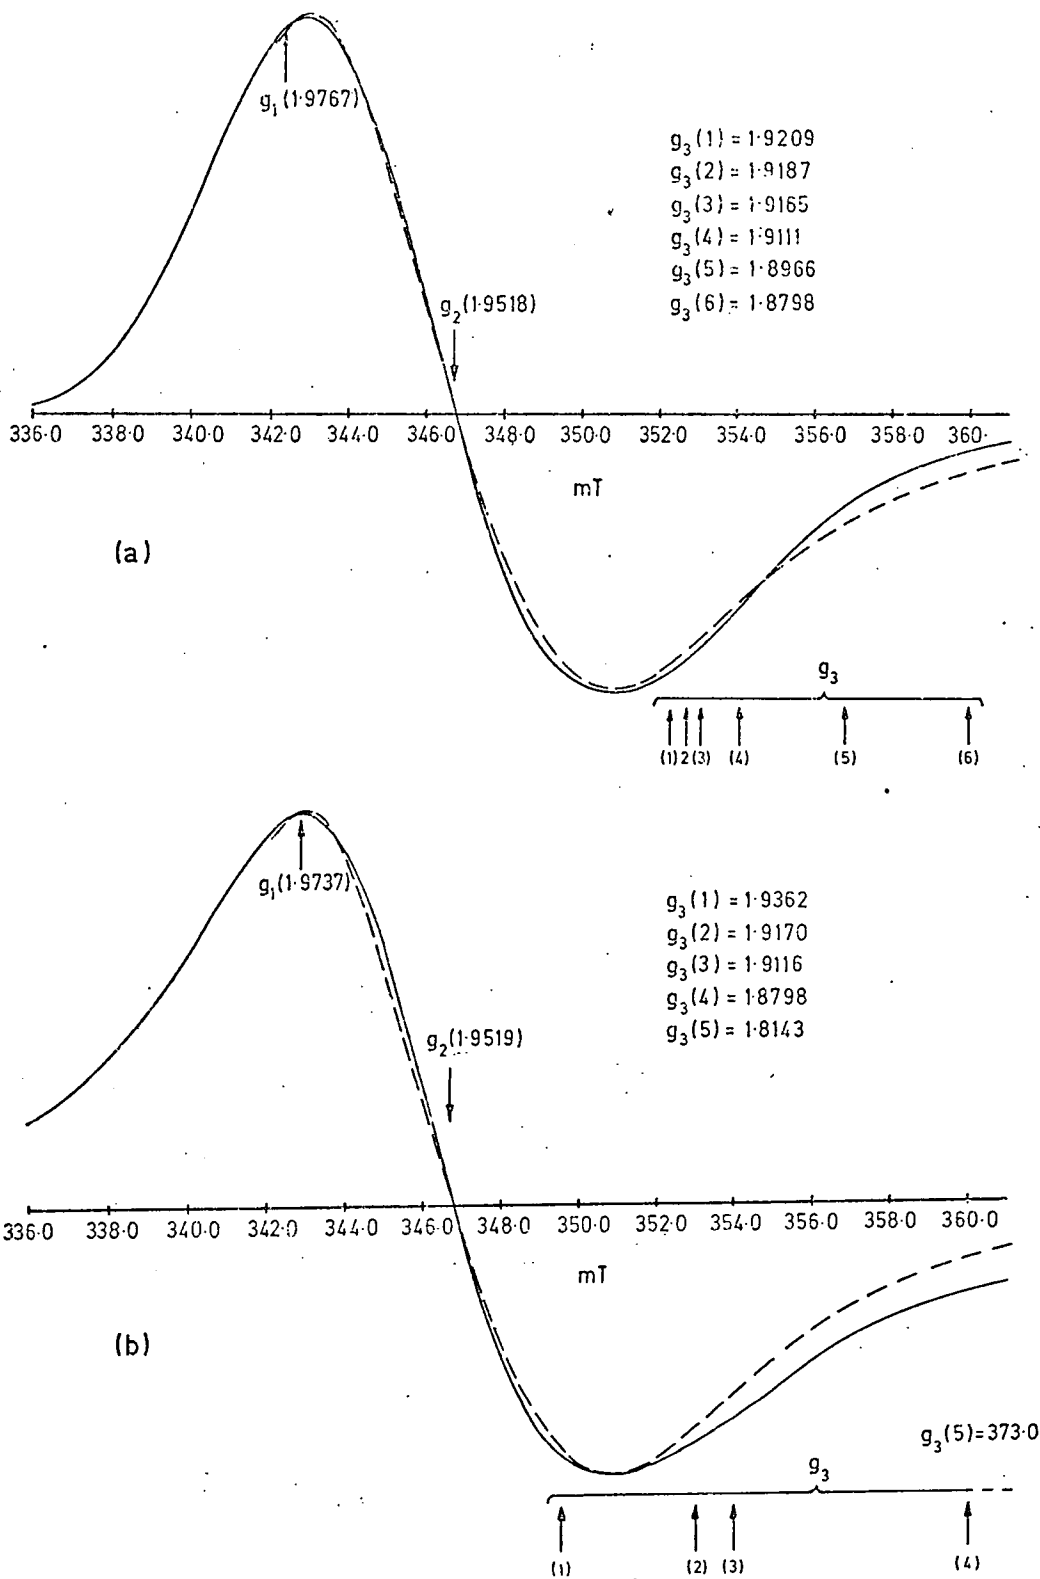 g₁(1·9767)
g₃(1) = 1·9209
g₃(2) = 1·9187
g₃(3) = 1·9165
g₃(4) = 1·9111
g₃(5) = 1·8966
g₃(6) = 1·8798
g₂(1·9518)
336·0 338·0 340·0 342·0 344·0 346·0 348·0 350·0 352·0 354·0 356·0 358·0 360·
mT
(a)
g₃
(1) 2 (3) (4) (5) (6)
g₁(1·9737)
g₃(1) = 1·9362
g₃(2) = 1·9170
g₃(3) = 1·9116
g₃(4) = 1·8798
g₃(5) = 1·8143
g₂(1·9519)
336·0 338·0 340·0 342·0 344·0 346·0 348·0 350·0 352·0 354·0 356·0 358·0 360·0
mT
(b)
g₃(5)=373·0
g₃
(1) (2) (3) (4)